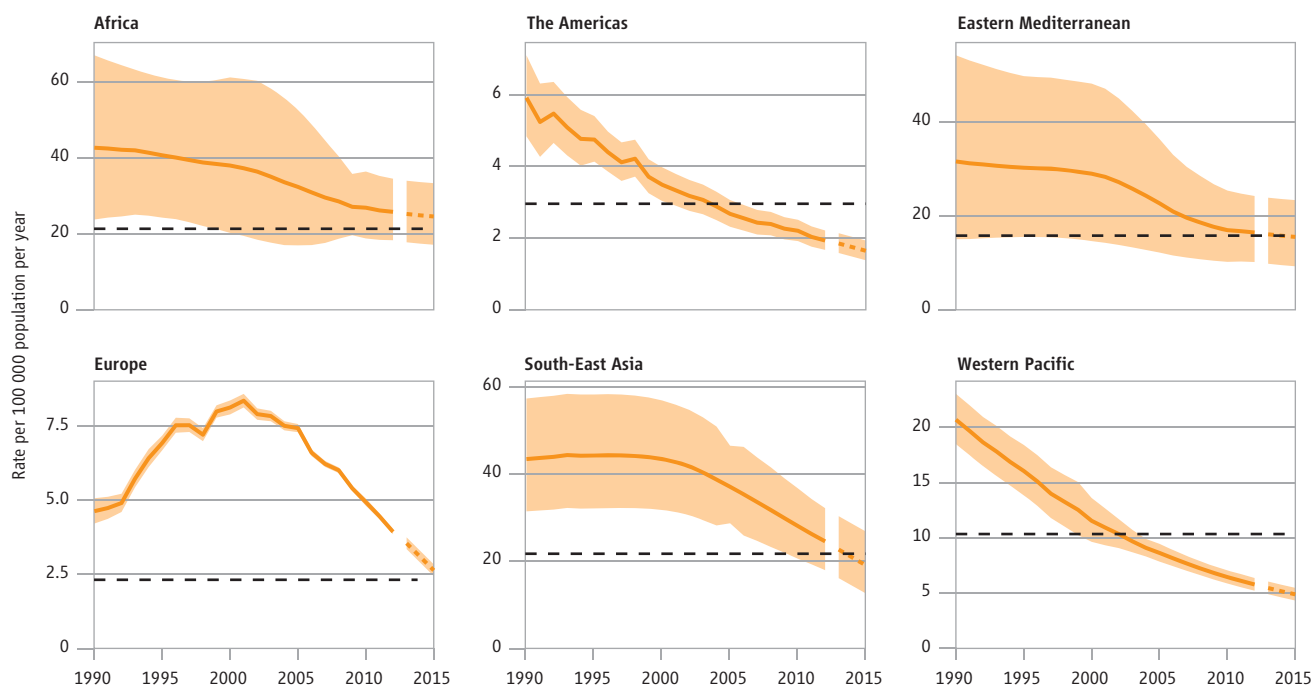 Africa
The Americas
Eastern Mediterranean
Rate per 100 000 population per year
60
40
20
0
6
4
2
0
40
20
0
Europe
South-East Asia
Western Pacific
7.5
5.0
2.5
0
60
40
20
0
20
15
10
5
0
1990 1995 2000 2005 2010 2015
1990 1995 2000 2005 2010 2015
1990 1995 2000 2005 2010 2015